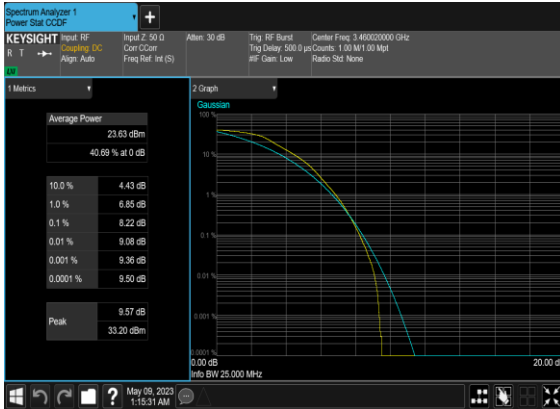 Spectrum Analyzer 1
Power Stat CCDF
KEYSIGHT
R T
Input: RF
Coupling: DC
Align: Auto
Input Z: 50 Ω
Corr CCorr
Freq Ref: Int (S)
Atten: 30 dB
Trig: RF Burst
Trig Delay: 500.0 µs
#IF Gain: Low
Center Freq: 3.460020000 GHz
Counts: 1.00 M/1.00 Mpt
Radio Std: None
1 Metrics
Average Power
23.63 dBm
40.69 % at 0 dB
10.0 % 4.43 dB
1.0 % 6.85 dB
0.1 % 8.22 dB
0.01 % 9.08 dB
0.001 % 9.36 dB
0.0001 % 9.50 dB
Peak 9.57 dB
33.20 dBm
2 Graph
Gaussian
100 %
10 %
1 %
0.1 %
0.01 %
0.001 %
0.0001 %
0.00 dB 20.00 d
Info BW 25.000 MHz
May 09, 2023
1:15:31 AM